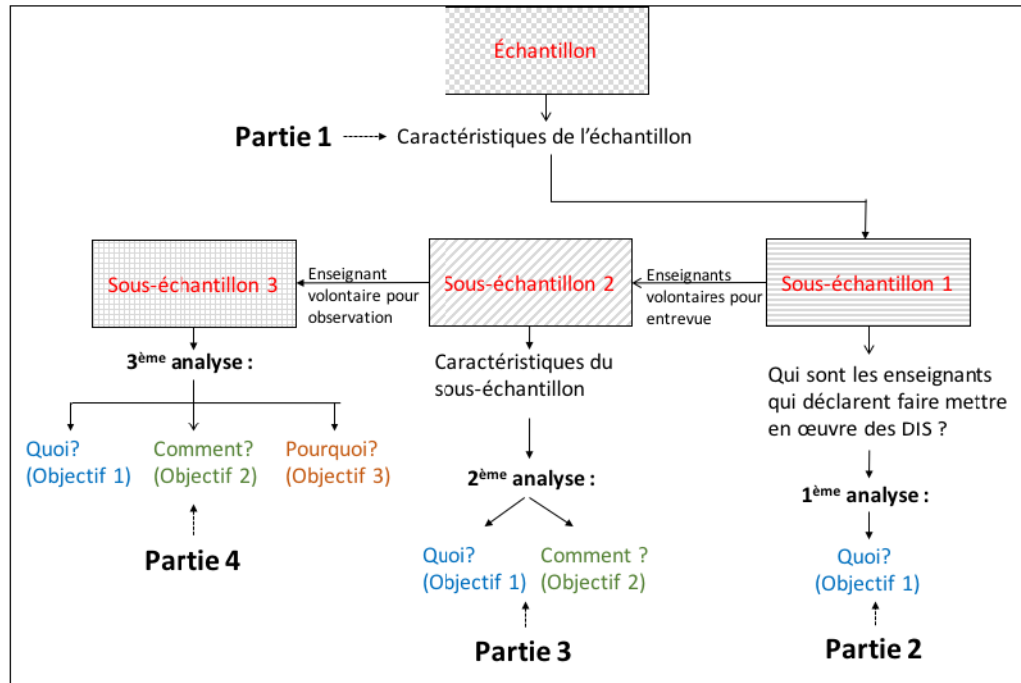 Échantillon
Partie 1
Caractéristiques de l'échantillon
Sous-échantillon 3
Enseignant
volontaire pour
observation
Sous-échantillon 2
Enseignants
volontaires pour
entrevue
Sous-échantillon 1
3ème analyse :
Quoi?
(Objectif 1)
Comment?
(Objectif 2)
Pourquoi?
(Objectif 3)
Partie 4
Caractéristiques du
sous-échantillon
2ème analyse :
Quoi?
(Objectif 1)
Comment ?
(Objectif 2)
Partie 3
Qui sont les enseignants
qui déclarent faire mettre
en œuvre des DIS ?
1ème analyse :
Quoi?
(Objectif 1)
Partie 2